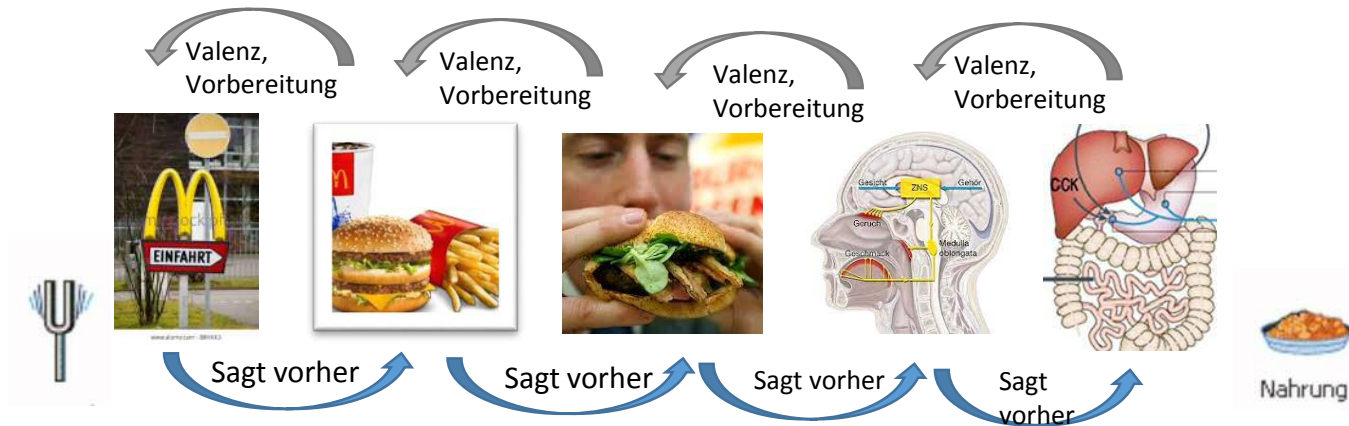 Valenz,
Vorbereitung
Valenz,
Vorbereitung
Valenz,
Vorbereitung
Valenz,
Vorbereitung
EINFAHRT
Gesicht
ZNS
Gehör
Geruch
Geschmack
Medulla
oblongata
CCK
Nahrung
Sagt vorher
Sagt vorher
Sagt vorher
Sagt
vorher